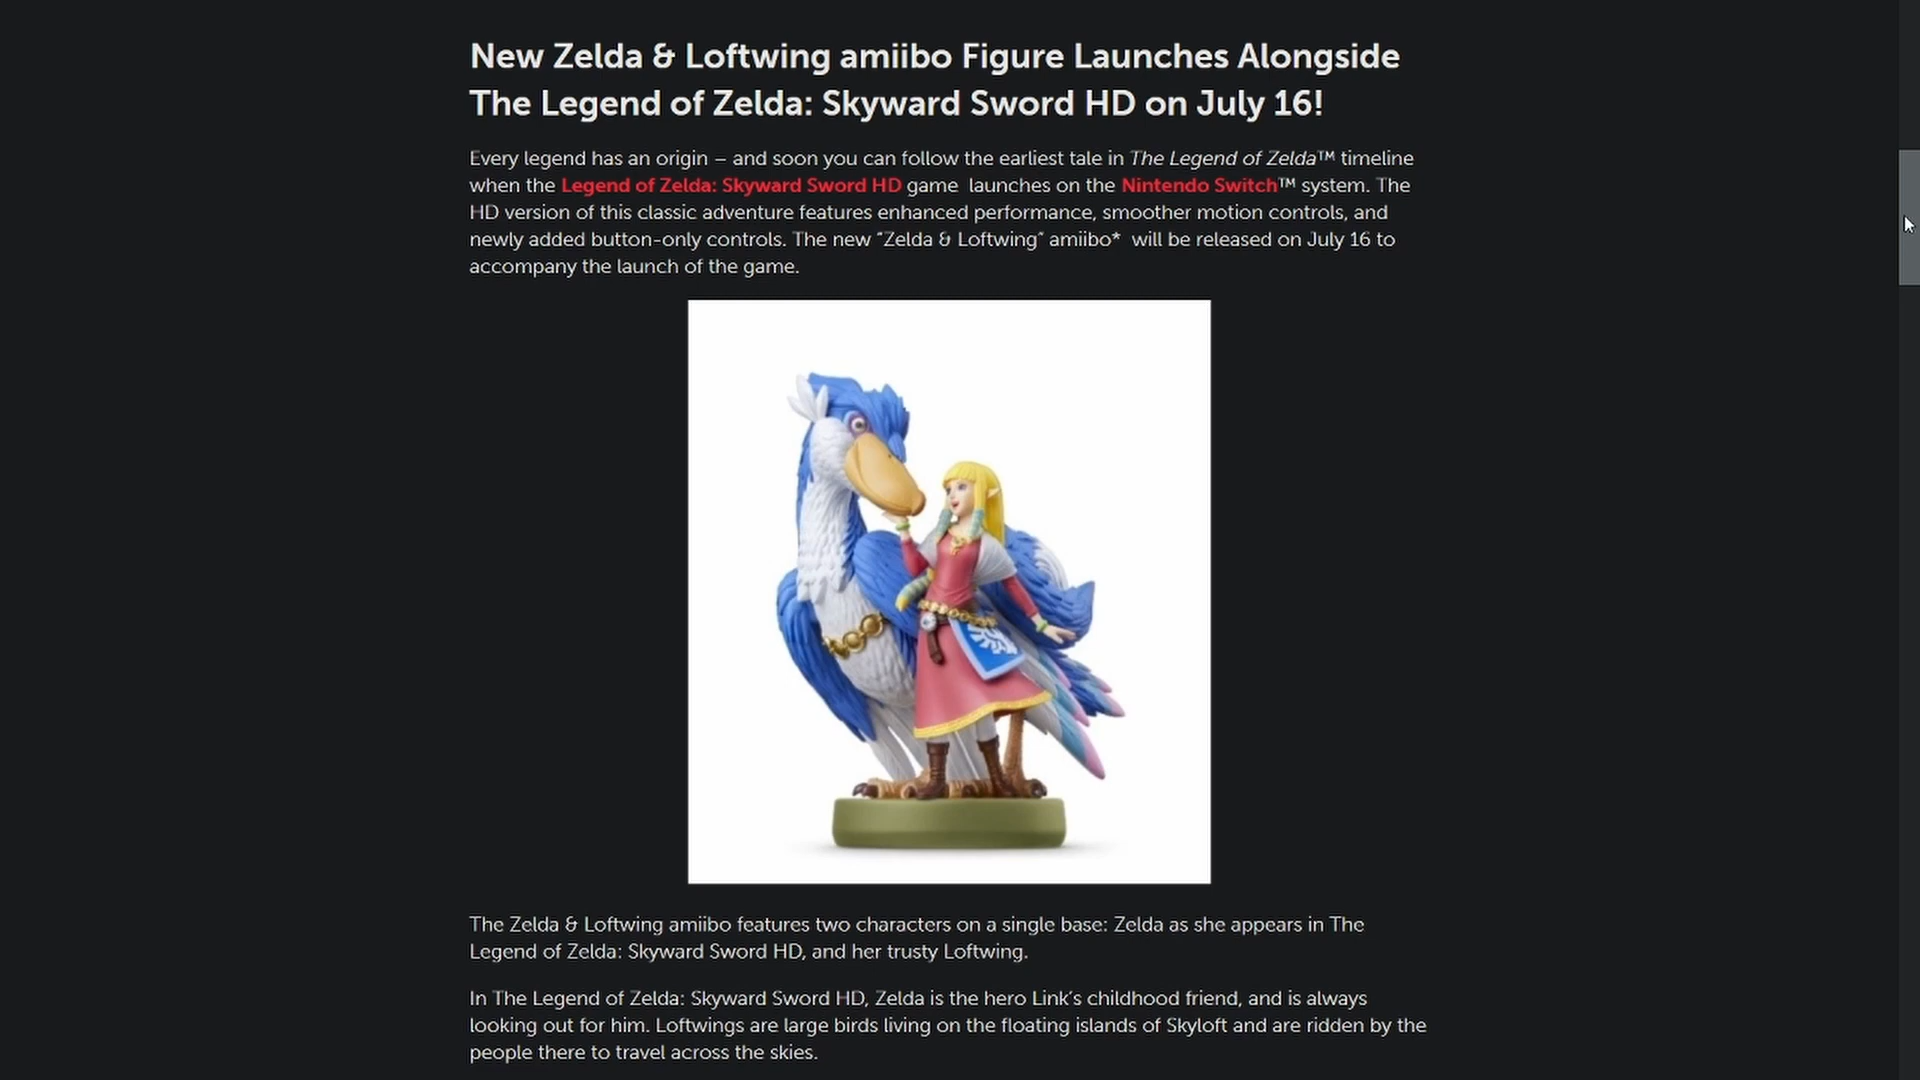 New Zelda & Loftwing amiibo Figure Launches Alongside
The Legend of Zelda: Skyward Sword HD on July 16!
Every legend has an origin – and soon you can follow the earliest tale in The Legend of Zelda™ timeline
when the Legend of Zelda: Skyward Sword HD game launches on the Nintendo Switch™ system. The
HD version of this classic adventure features enhanced performance, smoother motion controls, and
newly added button-only controls. The new “Zelda & Loftwing” amiibo* will be released on July 16 to
accompany the launch of the game.
The Zelda & Loftwing amiibo features two characters on a single base: Zelda as she appears in The
Legend of Zelda: Skyward Sword HD, and her trusty Loftwing.
In The Legend of Zelda: Skyward Sword HD, Zelda is the hero Link’s childhood friend, and is always
looking out for him. Loftwings are large birds living on the floating islands of Skyloft and are ridden by the
people there to travel across the skies.